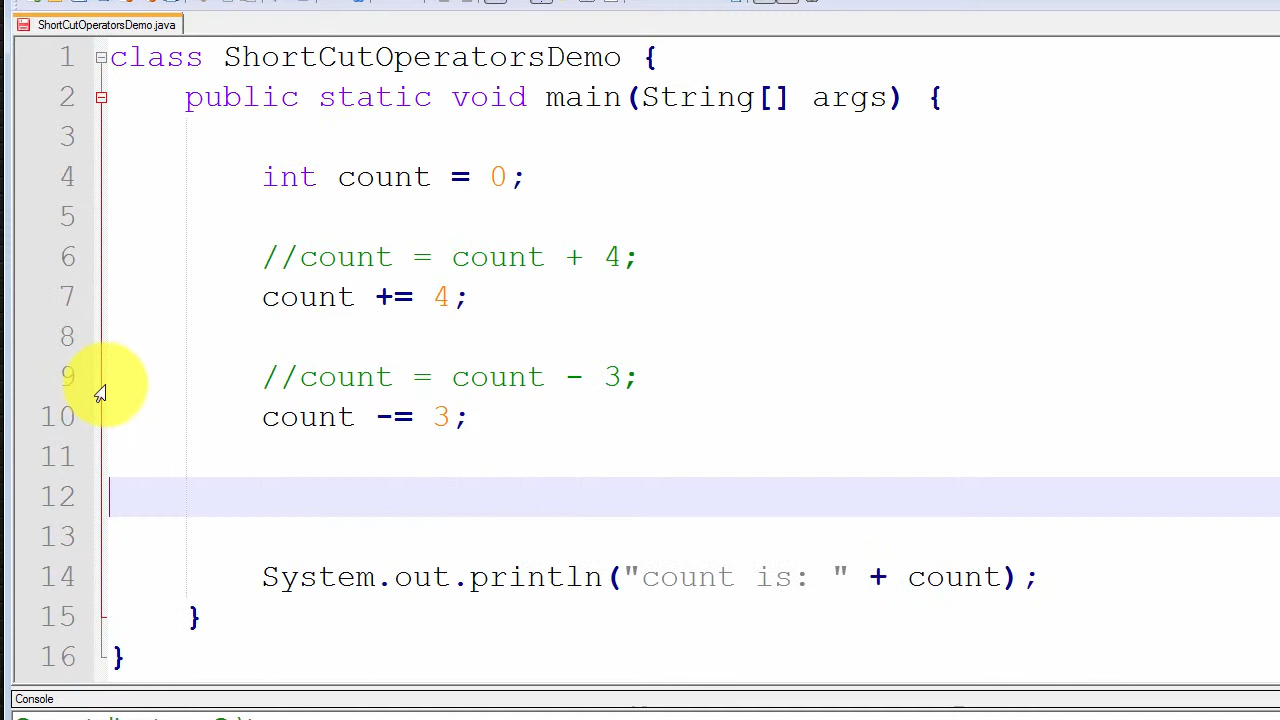 ShortCutOperatorsDemo.java
1 class ShortCutOperatorsDemo {
2 public static void main(String[] args) {
3
4 int count = 0;
5
6 //count = count + 4;
7 count += 4;
8
9 //count = count - 3;
10 count -= 3;
11
12
13
14 System.out.println("count is: " + count);
15 }
16 }
Console